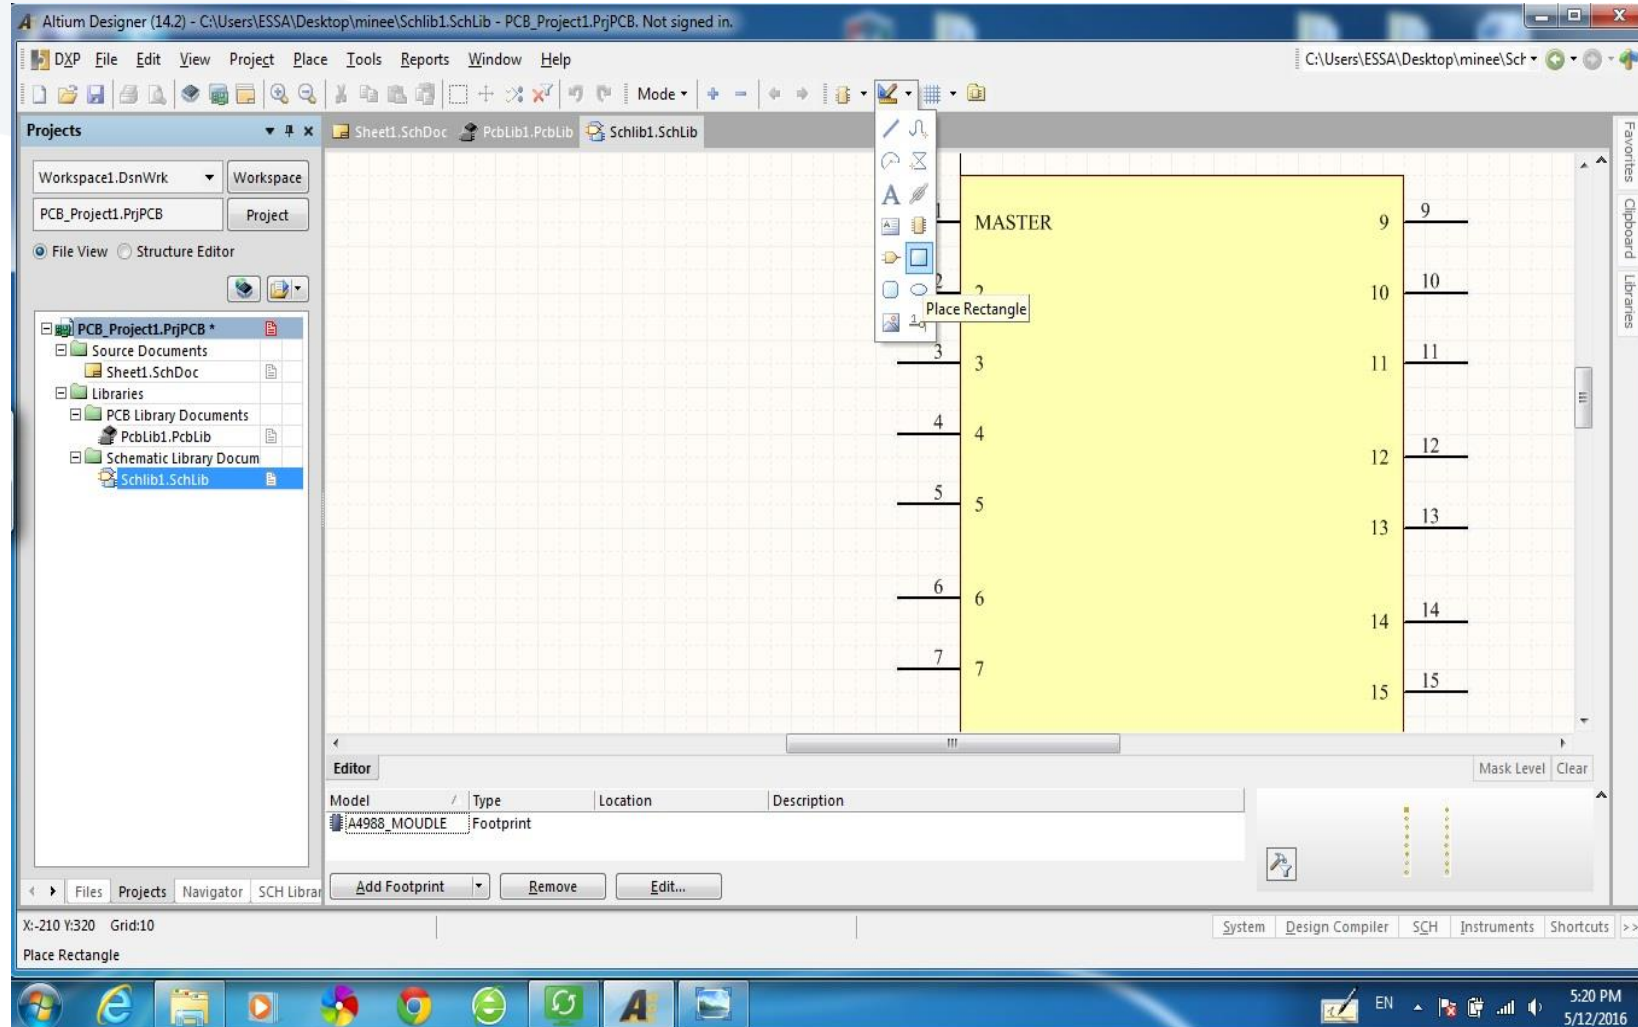 Altium Designer (14.2) - C:\Users\ESSA\Desktop\minee\Schlib1.SchLib - PCB_Project1.PrjPCB. Not signed in.
DXP File Edit View Project Place Tools Reports Window Help
C:\Users\ESSA\Desktop\minee\Sch
Mode
Projects
Sheet1.SchDoc PcbLib1.PcbLib Schlib1.SchLib
Workspace1.DsnWrk Workspace
PCB_Project1.PrjPCB Project
File View Structure Editor
PCB_Project1.PrjPCB *
Source Documents
Sheet1.SchDoc
Libraries
PCB Library Documents
PcbLib1.PcbLib
Schematic Library Docum
Schlib1.SchLib
Files Projects Navigator SCH Librar
A
Place Rectangle
1 MASTER 9 9
2 2 10 10
3 3 11 11
4 4 12 12
5 5 13 13
6 6 14 14
7 7 15 15
Favorites
Clipboard
Libraries
Editor
Mask Level Clear
Model / Type Location Description
A4988_MOUDLE Footprint
Add Footprint Remove Edit...
X:-210 Y:320 Grid:10
System Design Compiler SCH Instruments Shortcuts >>
Place Rectangle
EN
5:20 PM
5/12/2016